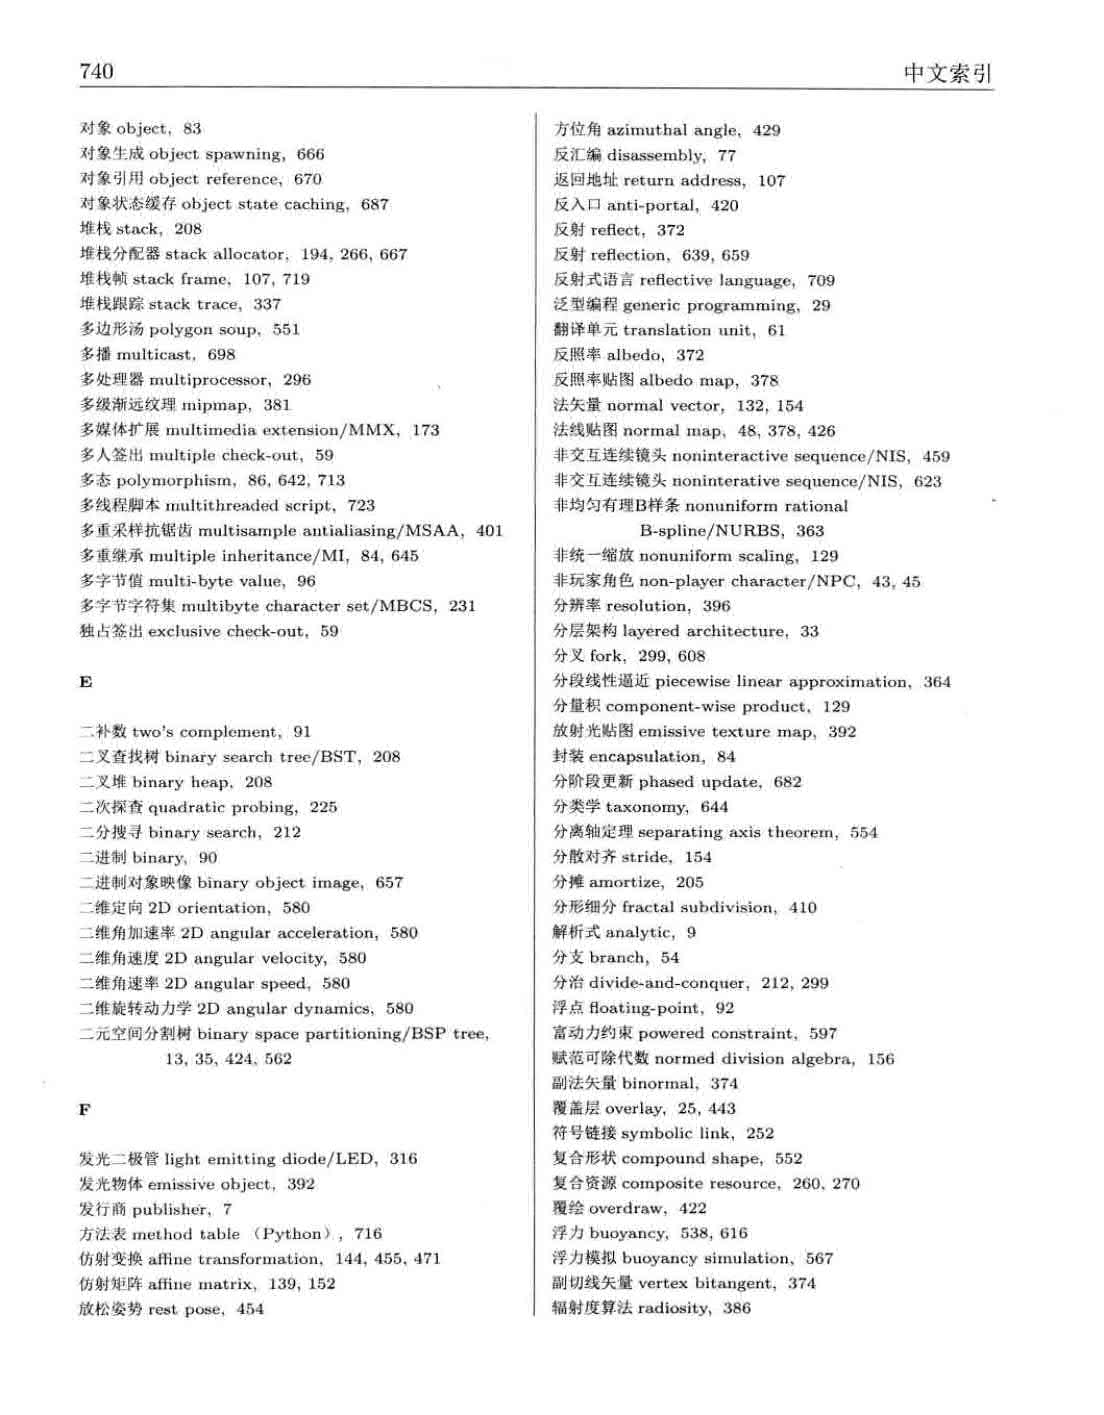 740
中文索引
对象 object, 83
对象生成 object spawning, 666
对象引用 object reference, 670
对象状态缓存 object state caching, 687
堆栈 stack, 208
堆栈分配器 stack allocator, 194, 266, 667
堆栈帧 stack frame, 107, 719
堆栈跟踪 stack trace, 337
多边形汤 polygon soup, 551
多播 multicast, 698
多处理器 multiprocessor, 296
多级渐远纹理 mipmap, 381
多媒体扩展 multimedia extension/MMX, 173
多人签出 multiple check-out, 59
多态 polymorphism, 86, 642, 713
多线程脚本 multithreaded script, 723
多重采样抗锯齿 multisample antialiasing/MSAA, 401
多重继承 multiple inheritance/MI, 84, 645
多字节值 multi-byte value, 96
多字节字符集 multibyte character set/MBCS, 231
独占签出 exclusive check-out, 59
E
二补数 two's complement, 91
二叉查找树 binary search tree/BST, 208
二叉堆 binary heap, 208
二次探查 quadratic probing, 225
二分搜寻 binary search, 212
二进制 binary, 90
二进制对象映像 binary object image, 657
二维定向 2D orientation, 580
二维角加速率 2D angular acceleration, 580
二维角速度 2D angular velocity, 580
二维角速率 2D angular speed, 580
二维旋转动力学 2D angular dynamics, 580
二元空间分割树 binary space partitioning/BSP tree,
13, 35, 424, 562
F
发光二极管 light emitting diode/LED, 316
发光物体 emissive object, 392
发行商 publisher, 7
方法表 method table （Python）, 716
仿射变换 affine transformation, 144, 455, 471
仿射矩阵 affine matrix, 139, 152
放松姿势 rest pose, 454
方位角 azimuthal angle, 429
反汇编 disassembly, 77
返回地址 return address, 107
反入口 anti-portal, 420
反射 reflect, 372
反射 reflection, 639, 659
反射式语言 reflective language, 709
泛型编程 generic programming, 29
翻译单元 translation unit, 61
反照率 albedo, 372
反照率贴图 albedo map, 378
法矢量 normal vector, 132, 154
法线贴图 normal map, 48, 378, 426
非交互连续镜头 noninteractive sequence/NIS, 459
非交互连续镜头 noninterative sequence/NIS, 623
非均匀有理B样条 nonuniform rational
B-spline/NURBS, 363
非统一缩放 nonuniform scaling, 129
非玩家角色 non-player character/NPC, 43, 45
分辨率 resolution, 396
分层架构 layered architecture, 33
分叉 fork, 299, 608
分段线性逼近 piecewise linear approximation, 364
分量积 component-wise product, 129
放射光贴图 emissive texture map, 392
封装 encapsulation, 84
分阶段更新 phased update, 682
分类学 taxonomy, 644
分离轴定理 separating axis theorem, 554
分散对齐 stride, 154
分摊 amortize, 205
分形细分 fractal subdivision, 410
解析式 analytic, 9
分支 branch, 54
分治 divide-and-conquer, 212, 299
浮点 floating-point, 92
富动力约束 powered constraint, 597
赋范可除代数 normed division algebra, 156
副法矢量 binormal, 374
覆盖层 overlay, 25, 443
符号链接 symbolic link, 252
复合形状 compound shape, 552
复合资源 composite resource, 260, 270
覆绘 overdraw, 422
浮力 buoyancy, 538, 616
浮力模拟 buoyancy simulation, 567
副切线矢量 vertex bitangent, 374
辐射度算法 radiosity, 386